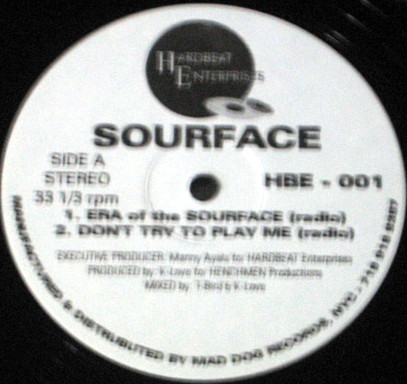 HARDBEAT
ENTERPRISES
SOURFACE
SIDE A
STEREO
33 1/3 rpm
HBE - 001
1. ERA of the SOURFACE (radio)
2. DON'T TRY TO PLAY ME (radio)
EXECUTIVE PRODUCER: Manny Ayala for HARDBEAT Enterprises
PRODUCED by: K-Love for HENCHMEN Productions
MIXED by: T-Bird & K-Love
MANUFACTURED & DISTRUBUTED BY MAD DOG RECORDS, NYC - 718